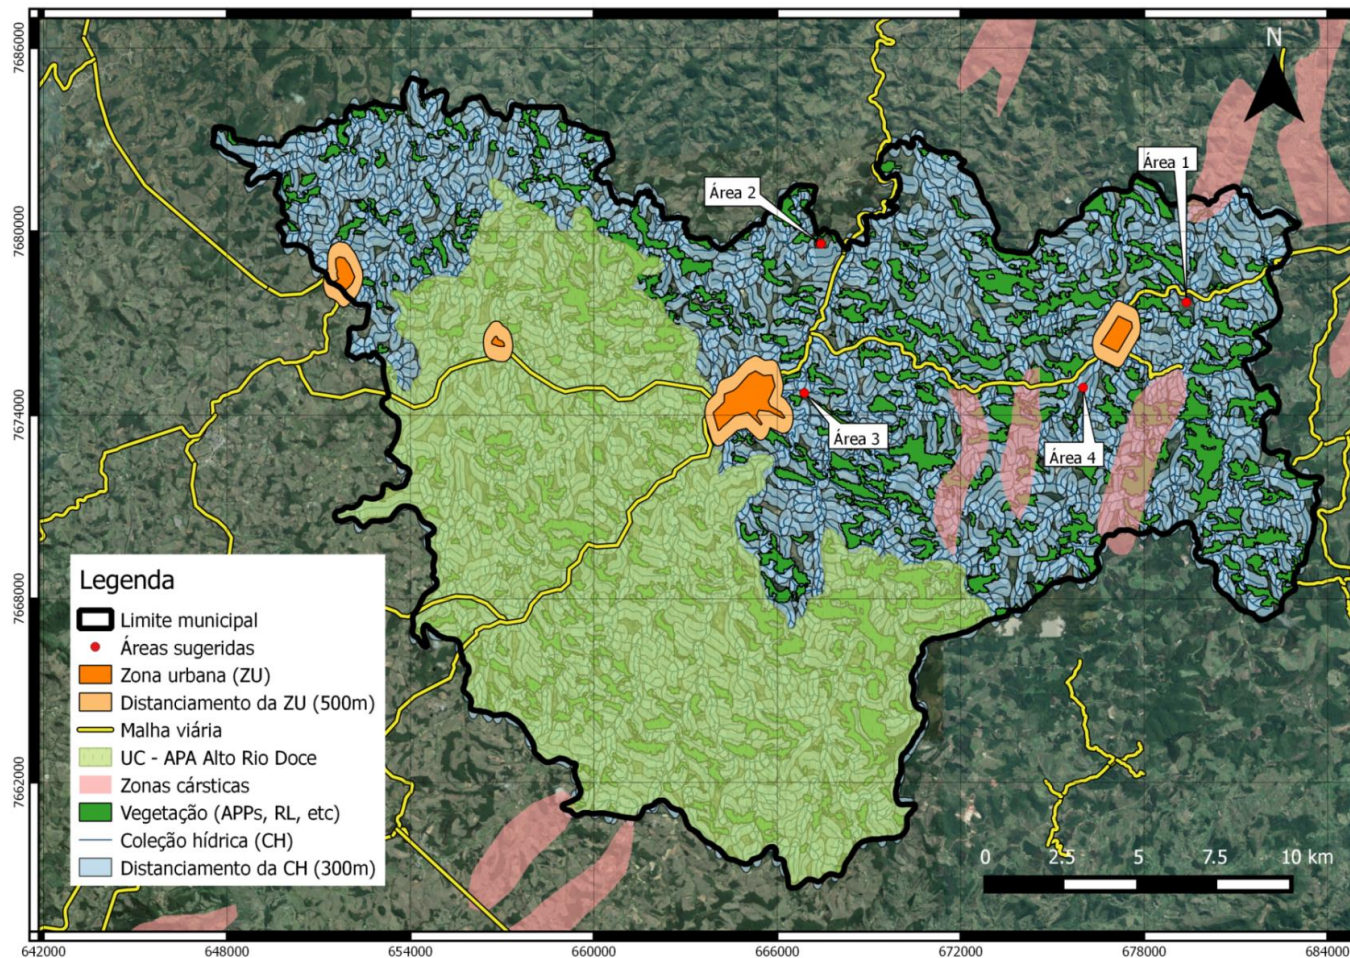 7686000
7680000
7674000
7668000
7662000
N
Área 1
Área 2
Área 3
Área 4
Legenda
Limite municipal
Áreas sugeridas
Zona urbana (ZU)
Distanciamento da ZU (500m)
Malha viária
UC - APA Alto Rio Doce
Zonas cársticas
Vegetação (APPs, RL, etc)
Coleção hídrica (CH)
Distanciamento da CH (300m)
0 2.5 5 7.5 10 km
642000 648000 654000 660000 666000 672000 678000 684000